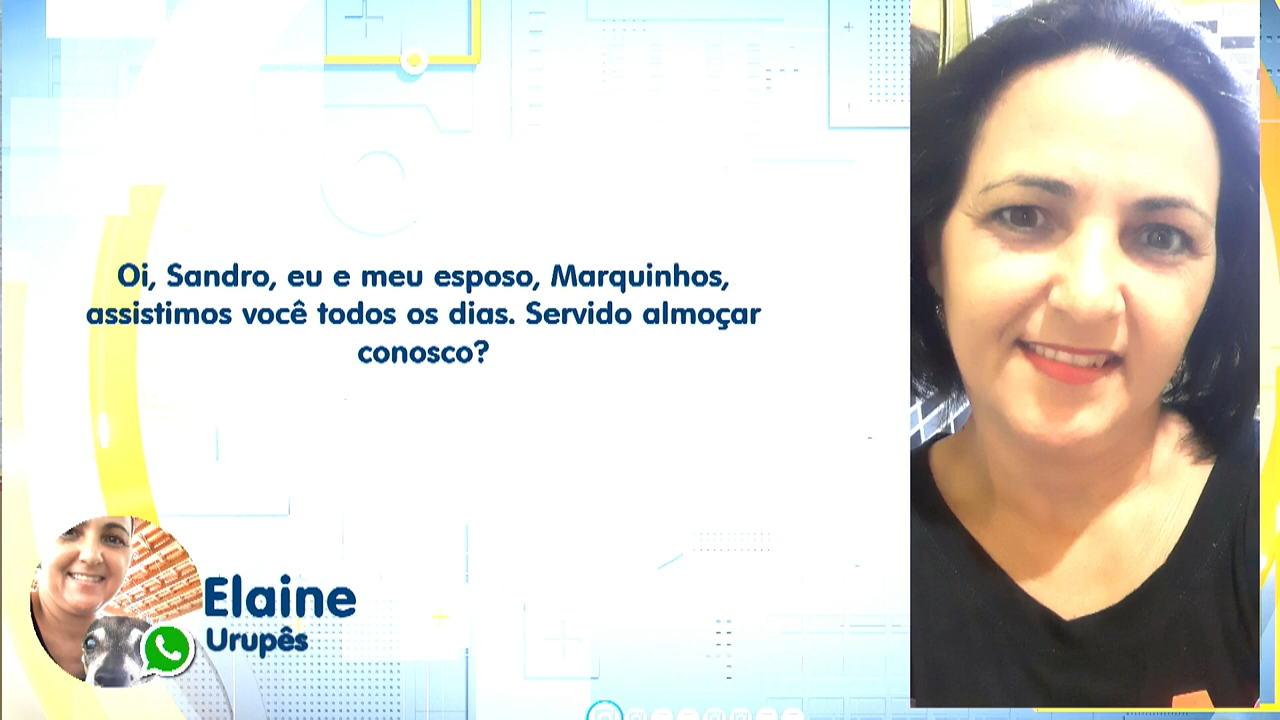 Oi, Sandro, eu e meu esposo, Marquinhos,
assistimos você todos os dias. Servido almoçar
conosco?
Elaine
Urupês